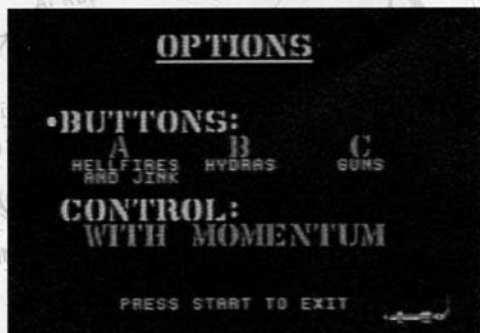 OPTIONS
•BUTTONS:
A B C
HELLFIRES HYDRAS GUNS
AND JINK
CONTROL:
WITH MOMENTUM
PRESS START TO EXIT